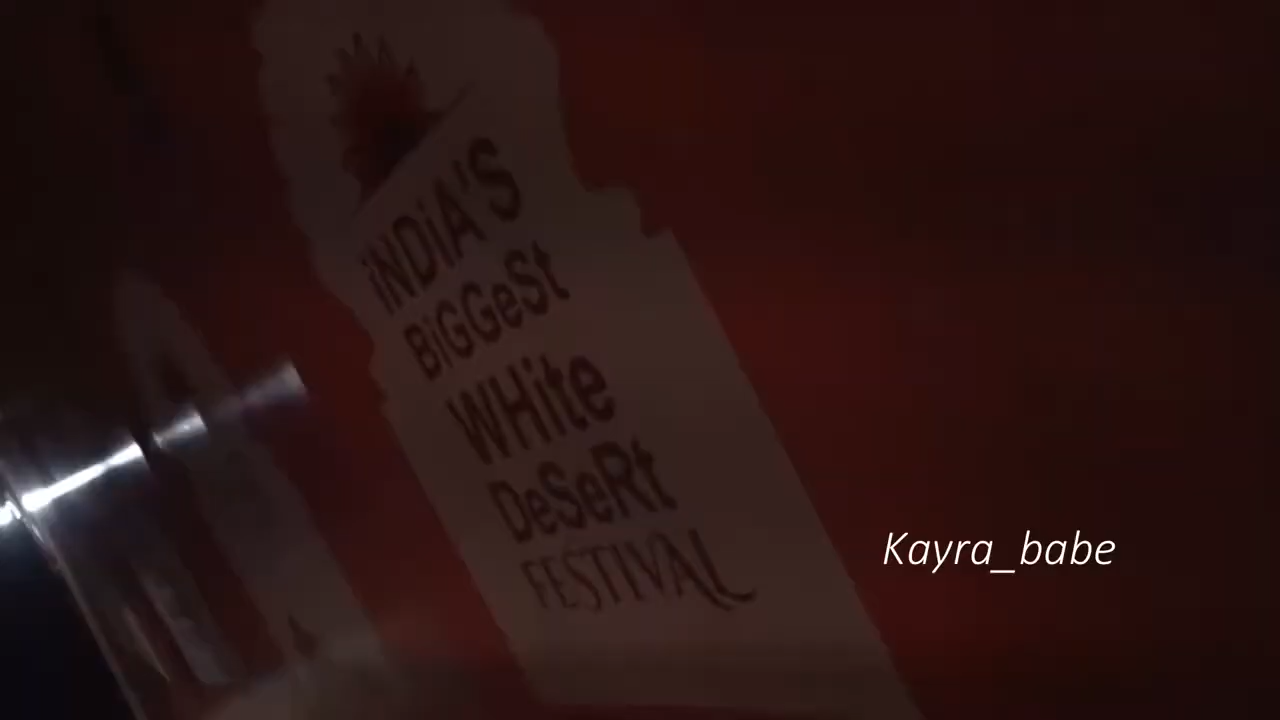 iNDiA'S
BiGGeSt
WHite
DeSeRt
FESTIVAL
Kayra_babe